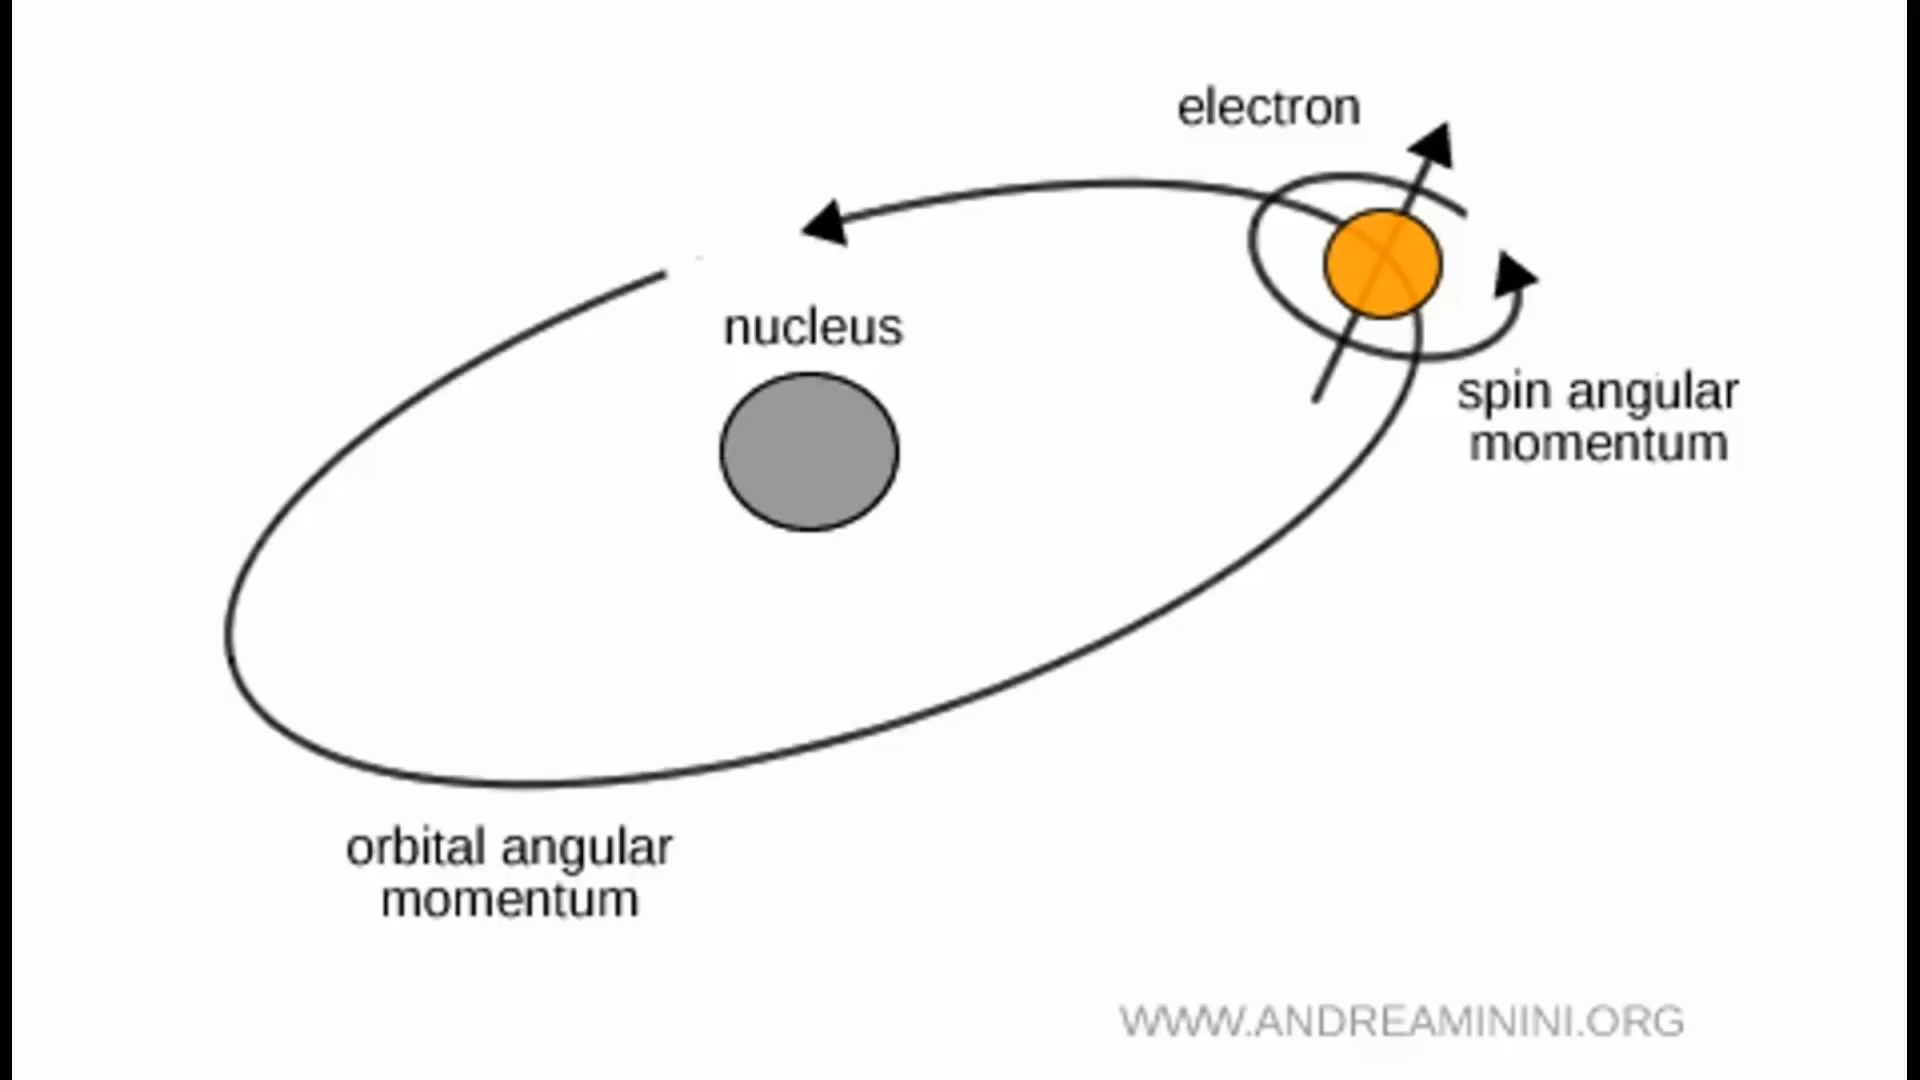 electron
nucleus
spin angular
momentum
orbital angular
momentum
WWW.ANDREAMININI.ORG